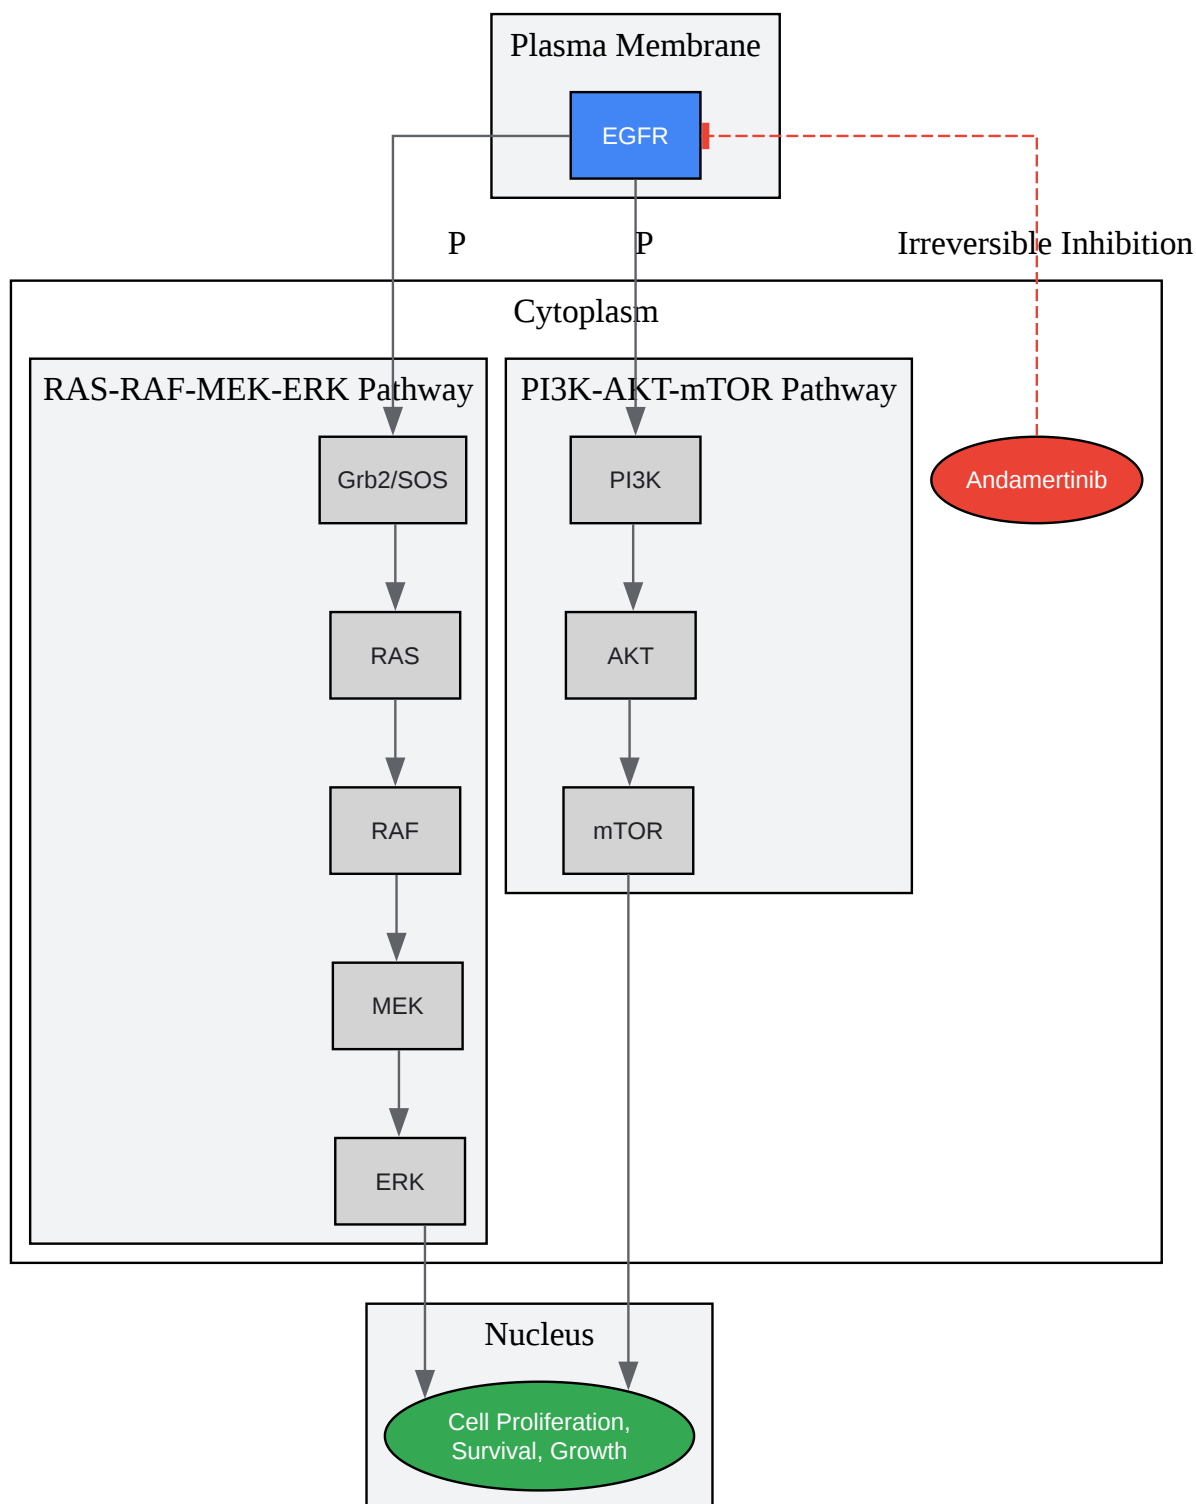 Plasma Membrane
EGFR
P
P
Irreversible Inhibition
Cytoplasm
RAS-RAF-MEK-ERK Pathway
PI3K-AKT-mTOR Pathway
Grb2/SOS
PI3K
Andamertinib
RAS
AKT
RAF
mTOR
MEK
ERK
Nucleus
Cell Proliferation,
Survival, Growth